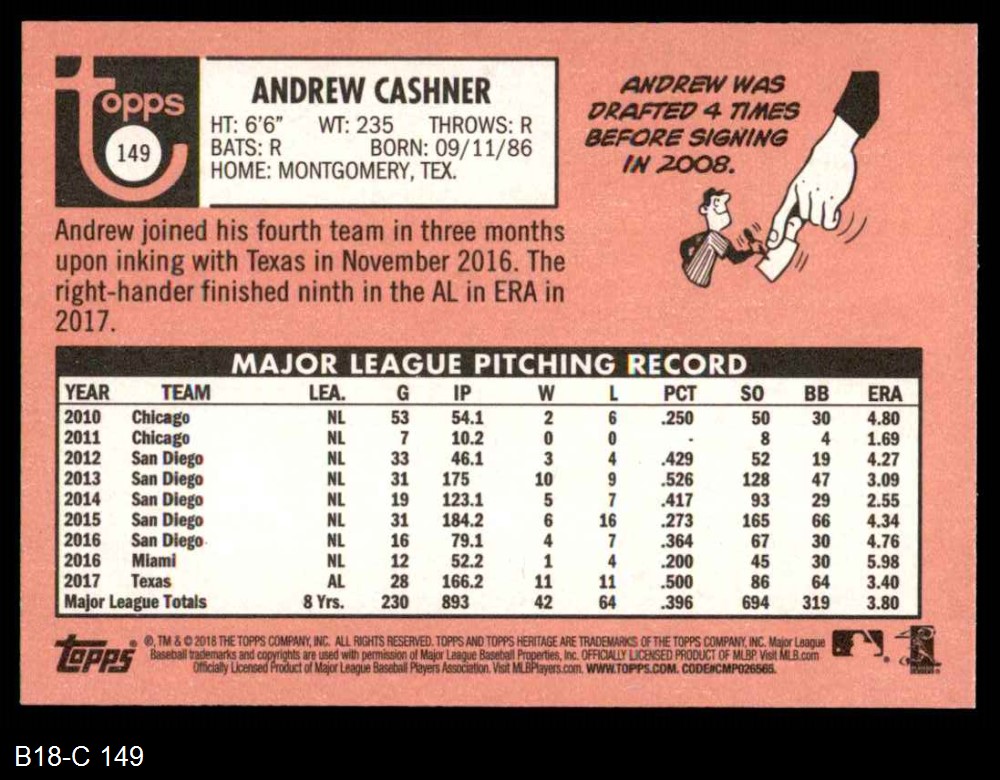 topps
149
ANDREW CASHNER
HT: 6'6" WT: 235 THROWS: R
BATS: R BORN: 09/11/86
HOME: MONTGOMERY, TEX.
ANDREW WAS
DRAFTED 4 TIMES
BEFORE SIGNING
IN 2008.
Andrew joined his fourth team in three months
upon inking with Texas in November 2016. The
right-hander finished ninth in the AL in ERA in
2017.
MAJOR LEAGUE PITCHING RECORD
YEAR TEAM LEA. G IP W L PCT SO BB ERA
2010 Chicago NL 53 54.1 2 6 .250 50 30 4.80
2011 Chicago NL 7 10.2 0 0 - 8 4 1.69
2012 San Diego NL 33 46.1 3 4 .429 52 19 4.27
2013 San Diego NL 31 175 10 9 .526 128 47 3.09
2014 San Diego NL 19 123.1 5 7 .417 93 29 2.55
2015 San Diego NL 31 184.2 6 16 .273 165 66 4.34
2016 San Diego NL 16 79.1 4 7 .364 67 30 4.76
2016 Miami NL 12 52.2 1 4 .200 45 30 5.98
2017 Texas AL 28 166.2 11 11 .500 86 64 3.40
Major League Totals 8 Yrs. 230 893 42 64 .396 694 319 3.80
topps ® ®, TM & © 2018 THE TOPPS COMPANY, INC. ALL RIGHTS RESERVED. TOPPS AND TOPPS HERITAGE ARE TRADEMARKS OF THE TOPPS COMPANY, INC. Major League
Baseball trademarks and copyrights are used with permission of Major League Baseball Properties, Inc. OFFICIALLY LICENSED PRODUCT OF MLBP. Visit MLB.com
Officially Licensed Product of Major League Baseball Players Association. Visit MLBPlayers.com. WWW.TOPPS.COM. CODE#CMP026565.
B18-C 149